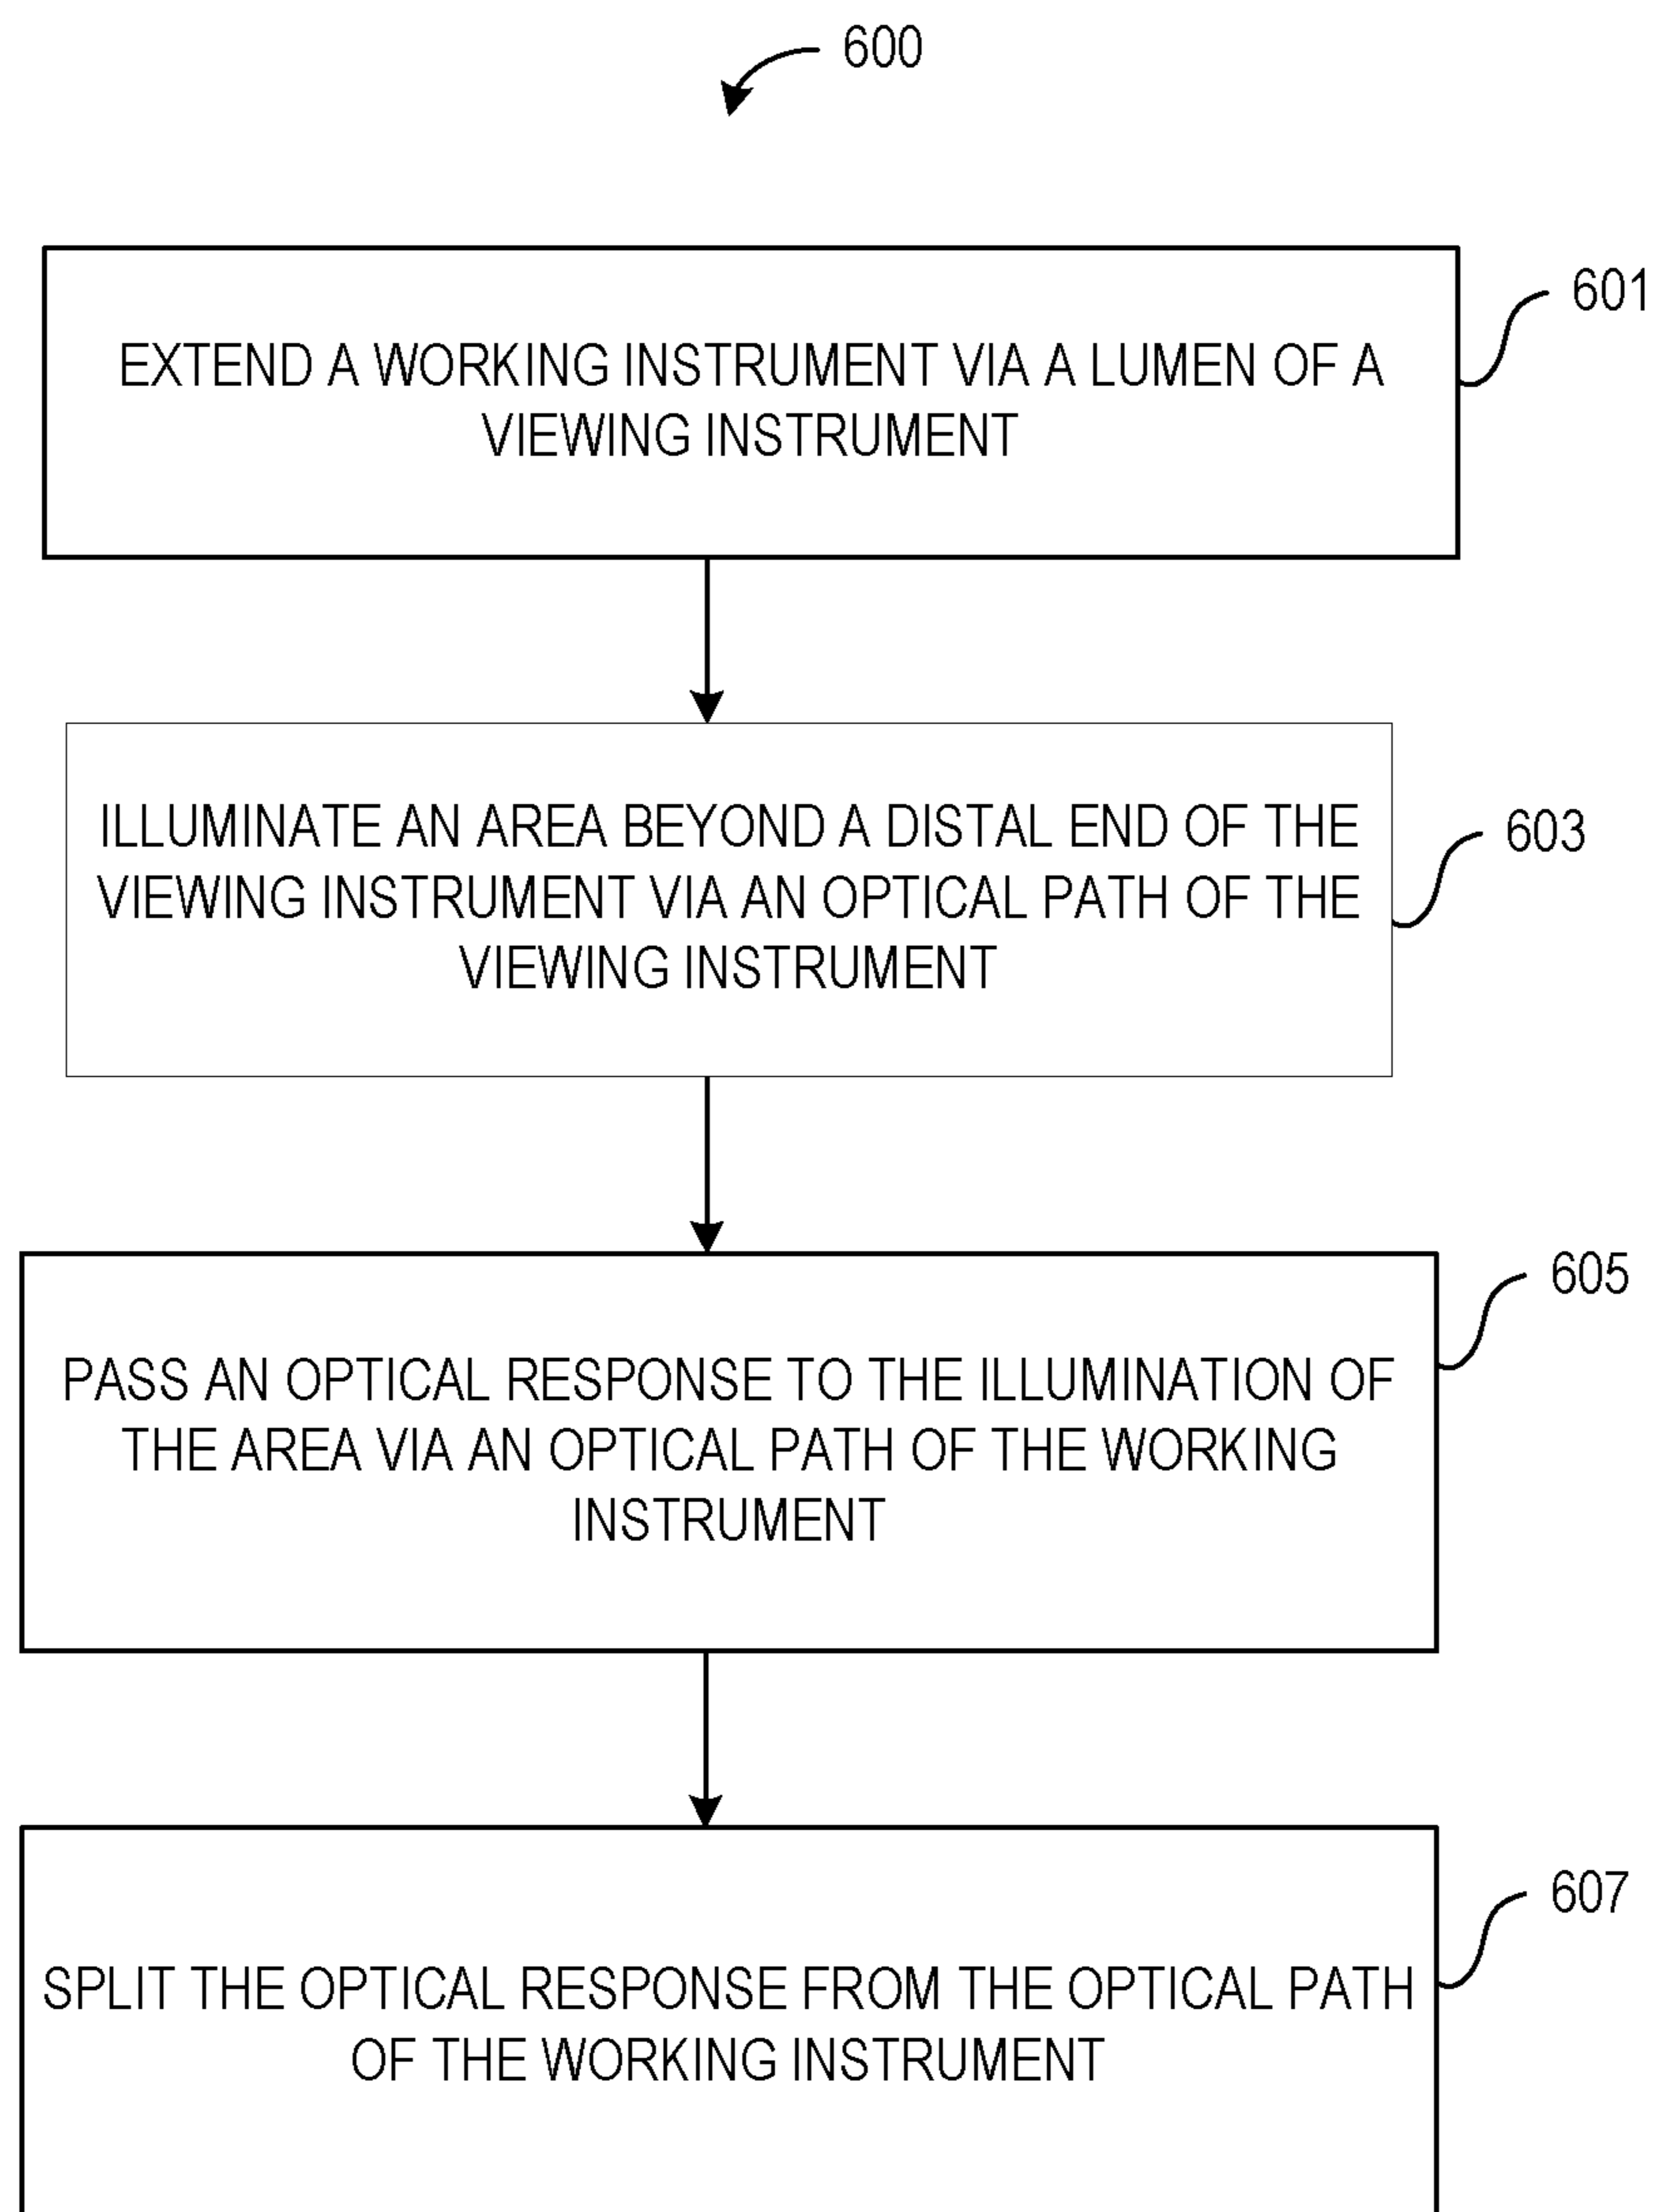 600
601
EXTEND A WORKING INSTRUMENT VIA A LUMEN OF A
VIEWING INSTRUMENT
603
ILLUMINATE AN AREA BEYOND A DISTAL END OF THE
VIEWING INSTRUMENT VIA AN OPTICAL PATH OF THE
VIEWING INSTRUMENT
605
PASS AN OPTICAL RESPONSE TO THE ILLUMINATION OF
THE AREA VIA AN OPTICAL PATH OF THE WORKING
INSTRUMENT
607
SPLIT THE OPTICAL RESPONSE FROM THE OPTICAL PATH
OF THE WORKING INSTRUMENT